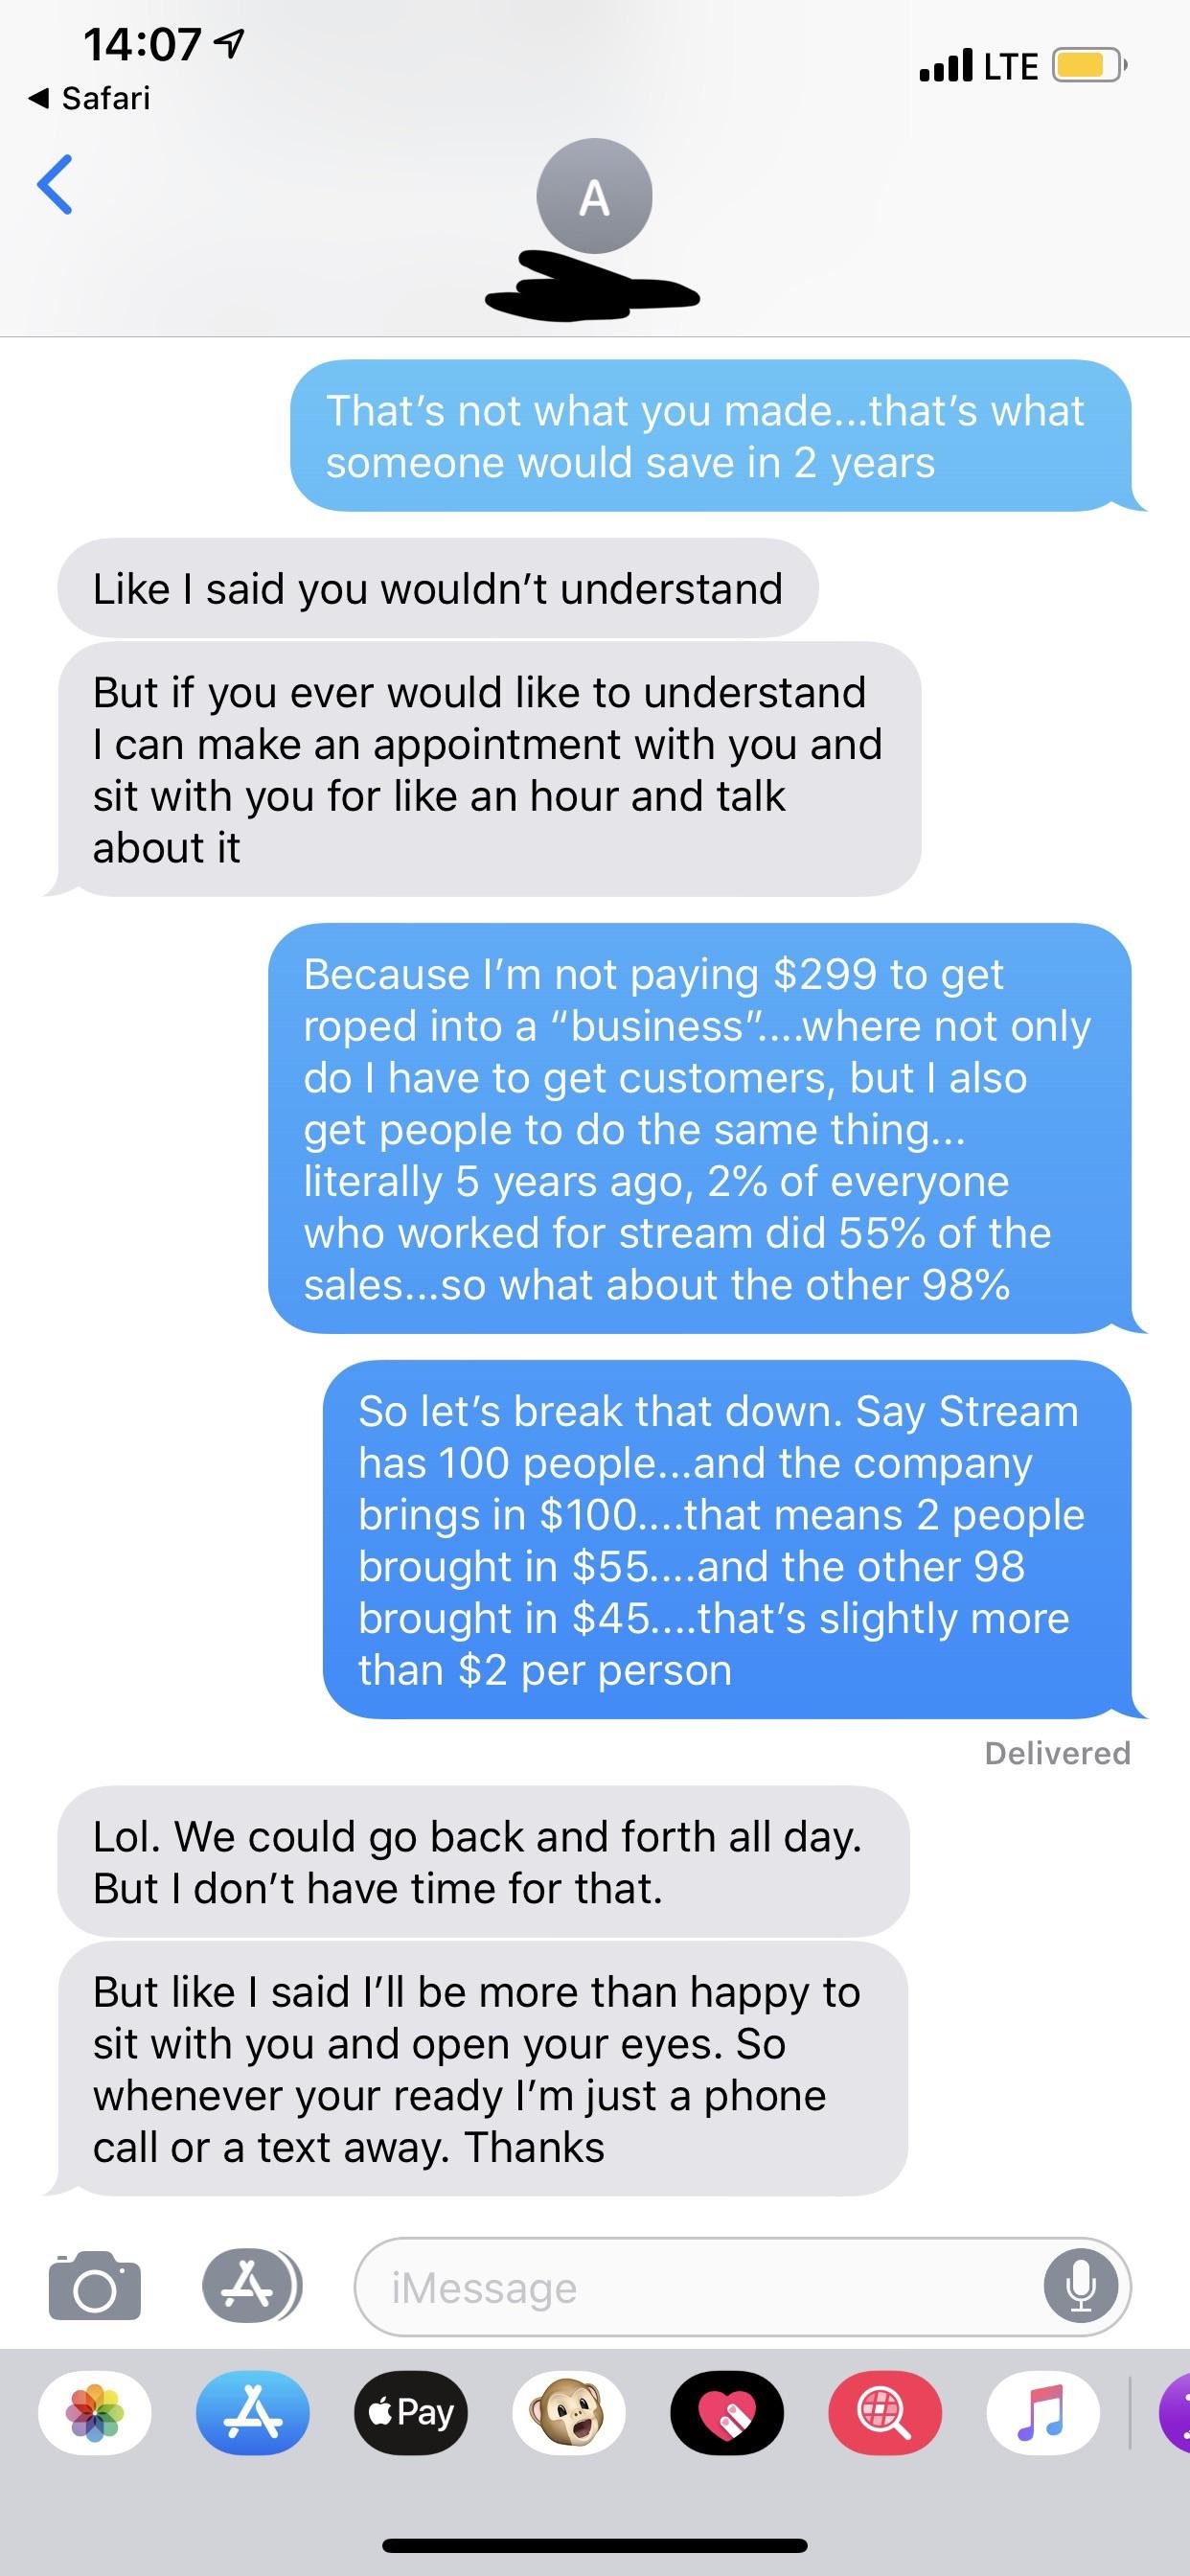 14:07
LTE
Safari
A
That’s not what you made...that’s what
someone would save in 2 years
Like I said you wouldn’t understand
But if you ever would like to understand
I can make an appointment with you and
sit with you for like an hour and talk
about it
Because I’m not paying $299 to get
roped into a “business”....where not only
do I have to get customers, but I also
get people to do the same thing...
literally 5 years ago, 2% of everyone
who worked for stream did 55% of the
sales...so what about the other 98%
So let’s break that down. Say Stream
has 100 people...and the company
brings in $100....that means 2 people
brought in $55....and the other 98
brought in $45....that’s slightly more
than $2 per person
Delivered
Lol. We could go back and forth all day.
But I don’t have time for that.
But like I said I’ll be more than happy to
sit with you and open your eyes. So
whenever your ready I’m just a phone
call or a text away. Thanks
iMessage
Pay